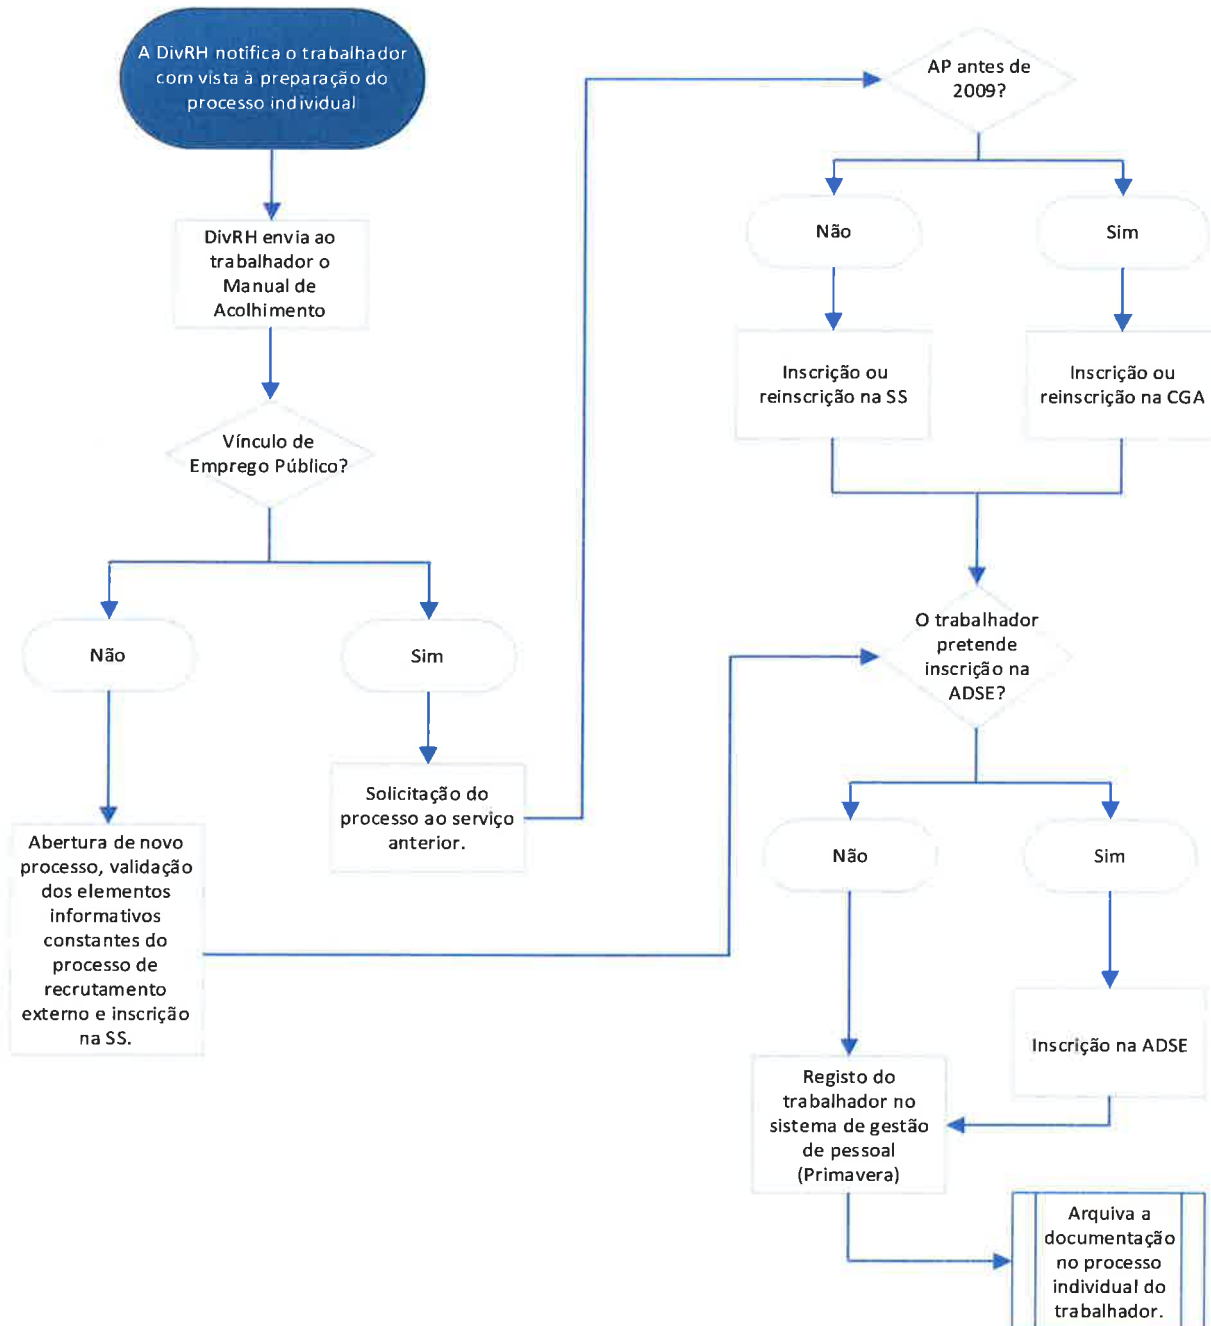 A DivRH notifica o trabalhador
com vista à preparação do
processo individual
DivRH envia ao
trabalhador o
Manual de
Acolhimento
Vínculo de
Emprego Público?
Não
Sim
Abertura de novo
processo, validação
dos elementos
informativos
constantes do
processo de
recrutamento
externo e inscrição
na SS.
Solicitação do
processo ao serviço
anterior.
AP antes de
2009?
Não
Sim
Inscrição ou
reinscrição na SS
Inscrição ou
reinscrição na CGA
O trabalhador
pretende
inscrição na
ADSE?
Não
Sim
Inscrição na ADSE
Registo do
trabalhador no
sistema de gestão
de pessoal
(Primavera)
Arquiva a
documentação
no processo
individual do
trabalhador.